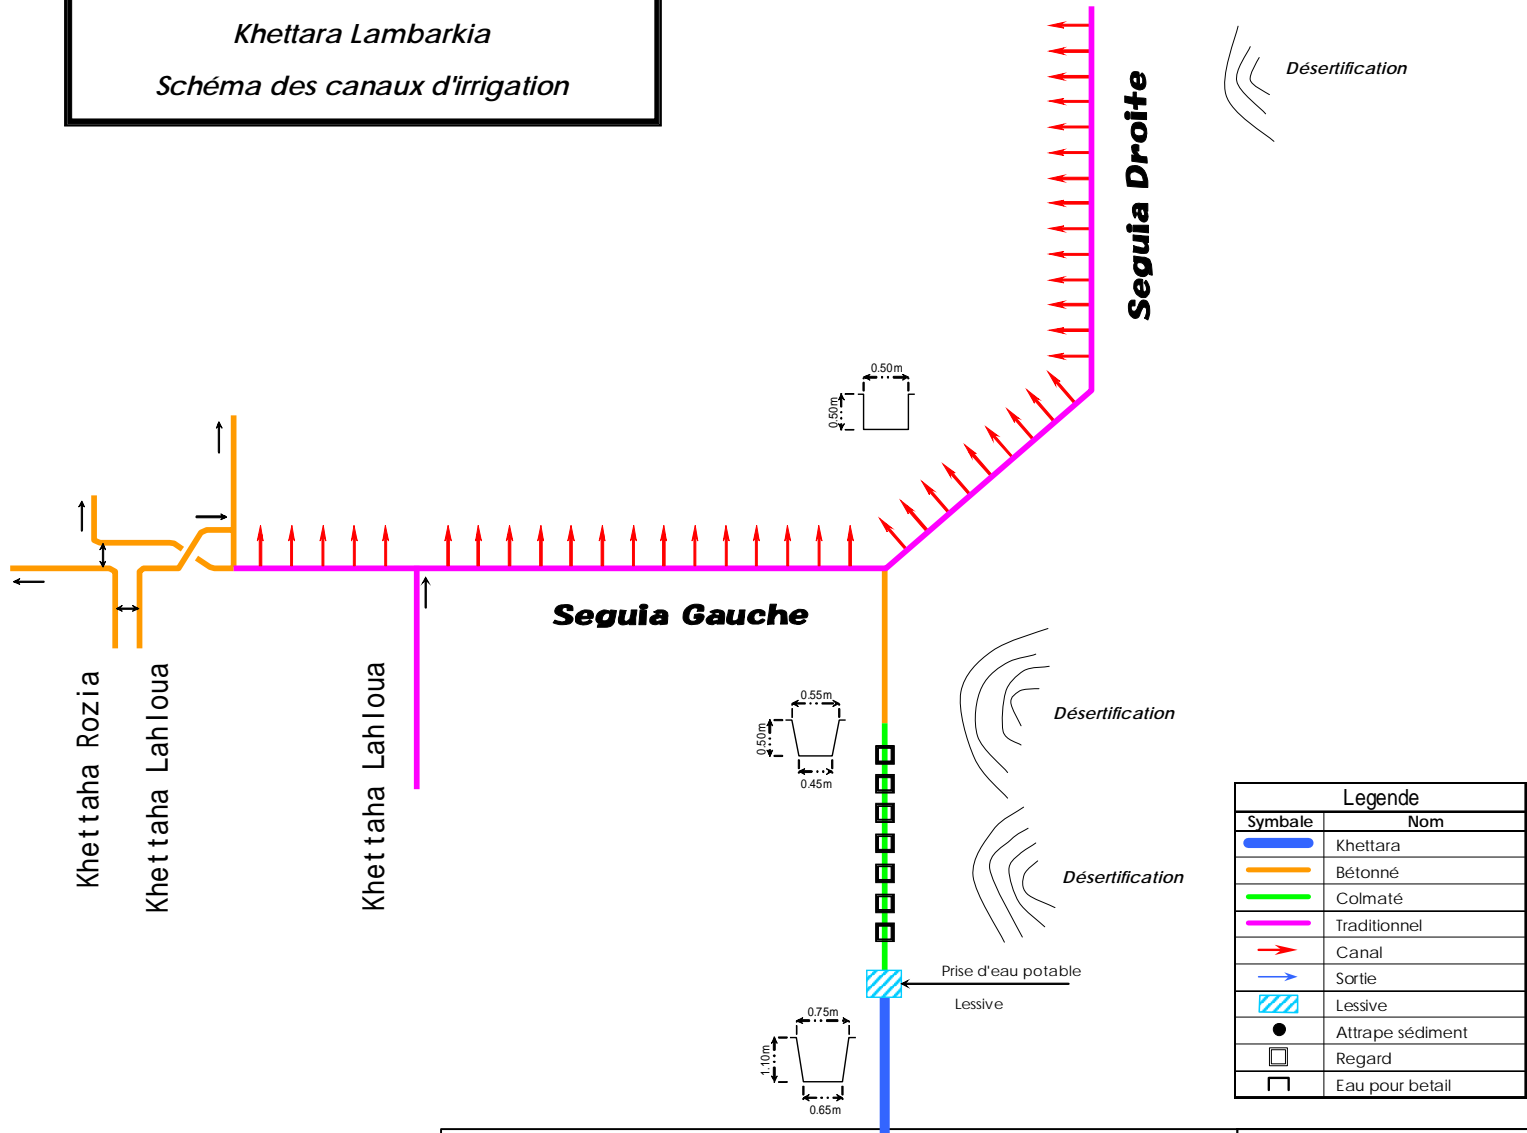 Khettara Lambarkia
Schéma des canaux d'irrigation
Désertification
Seguia Droite
0.50m
0.50m
Seguia Gauche
Khettaha Rozia
Khettaha Lahloua
Khettaha Lahloua
0.55m
0.50m
0.45m
Désertification
Désertification
Prise d'eau potable
Lessive
0.75m
1.10m
0.65m
Legende
Symbale Nom
Khettara
Bétonné
Colmaté
Traditionnel
Canal
Sortie
Lessive
Attrape sédiment
Regard
Eau pour betail